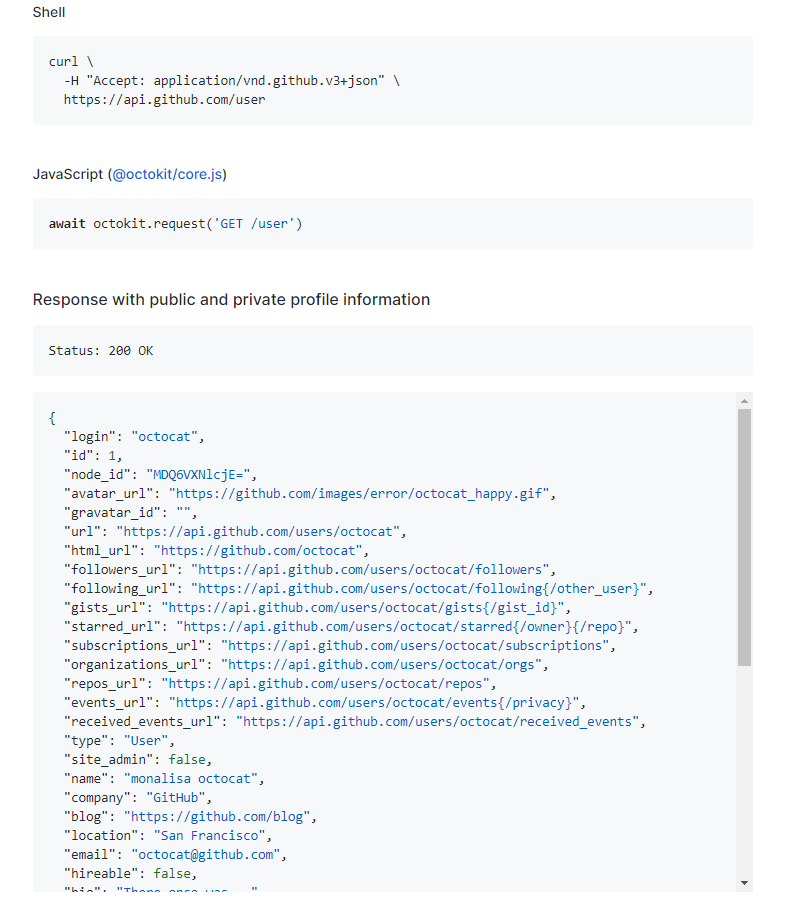 Shell
curl \
-H "Accept: application/vnd.github.v3+json" \
https://api.github.com/user
JavaScript (@octokit/core.js)
await octokit.request('GET /user')
Response with public and private profile information
Status: 200 OK
{
"login": "octocat",
"id": 1,
"node_id": "MDQ6VXNlcjE=",
"avatar_url": "https://github.com/images/error/octocat_happy.gif",
"gravatar_id": "",
"url": "https://api.github.com/users/octocat",
"html_url": "https://github.com/octocat",
"followers_url": "https://api.github.com/users/octocat/followers",
"following_url": "https://api.github.com/users/octocat/following{/other_user}",
"gists_url": "https://api.github.com/users/octocat/gists{/gist_id}",
"starred_url": "https://api.github.com/users/octocat/starred{/owner}{/repo}",
"subscriptions_url": "https://api.github.com/users/octocat/subscriptions",
"organizations_url": "https://api.github.com/users/octocat/orgs",
"repos_url": "https://api.github.com/users/octocat/repos",
"events_url": "https://api.github.com/users/octocat/events{/privacy}",
"received_events_url": "https://api.github.com/users/octocat/received_events",
"type": "User",
"site_admin": false,
"name": "monalisa octocat",
"company": "GitHub",
"blog": "https://github.com/blog",
"location": "San Francisco",
"email": "octocat@github.com",
"hireable": false,
"bio": "There once was..."